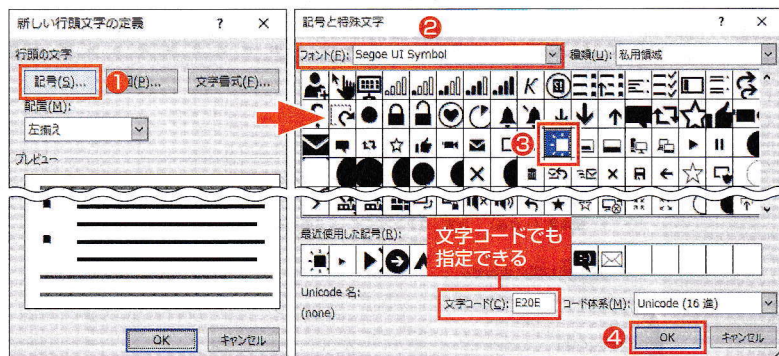 新しい行頭文字の定義 ? ×
行頭の文字
記号(S)... ❶ 図(P)... 文字書式(F)...
配置(M):
左揃え
プレビュー
OK キャンセル
記号と特殊文字 ? ×
❷
フォント(F): Segoe UI Symbol 種類(U): 私用領域
❸
最近使用した記号(R):
文字コードでも
指定できる
Unicode 名:
(none)
文字コード(C): E20E コード体系(M): Unicode (16 進)
❹ OK キャンセル